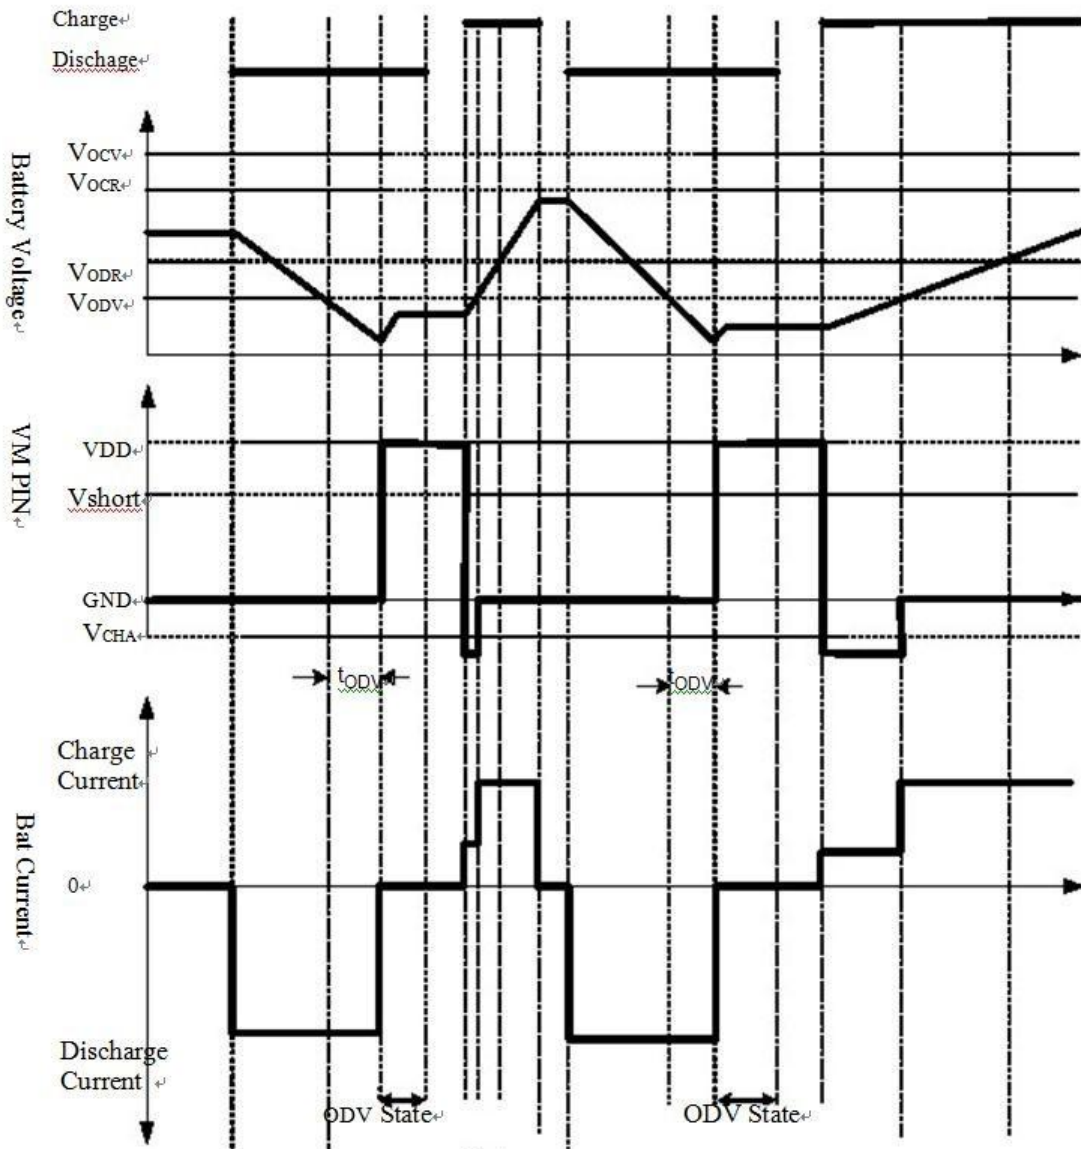 Charge
Dischage
Battery Voltage
VOCV
VOCR
VODR
VODV
VM PIN
VDD
Vshort
GND
VCHA
tODV
tODV
Bat Current
Charge
Current
0
Discharge
Current
ODV State
ODV State